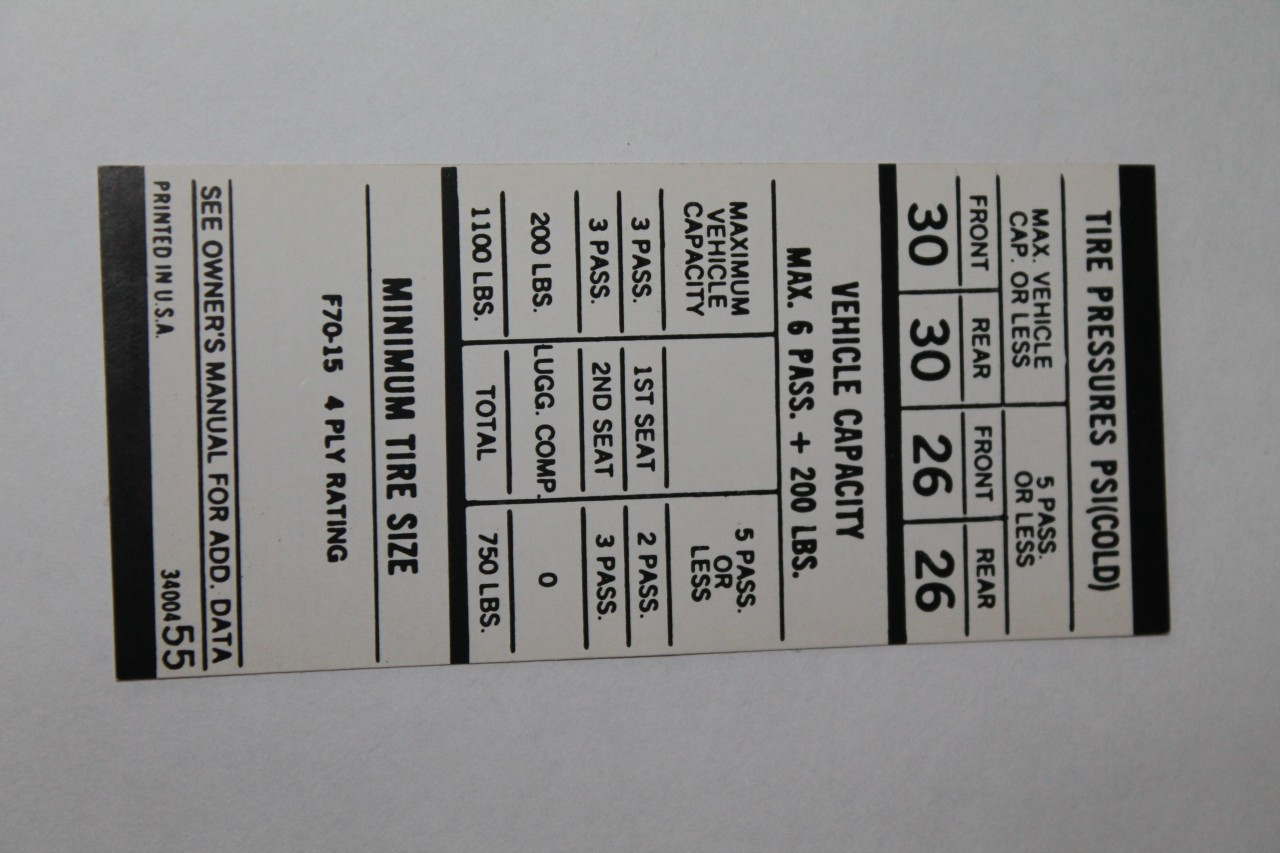 TIRE PRESSURES PSI(COLD)
MAX. VEHICLE CAP. OR LESS
5 PASS. OR LESS
FRONT REAR FRONT REAR
30 30 26 26
VEHICLE CAPACITY
MAX. 6 PASS. + 200 LBS.
MAXIMUM VEHICLE CAPACITY
5 PASS. OR LESS
3 PASS. 1ST SEAT 2 PASS.
3 PASS. 2ND SEAT 3 PASS.
200 LBS. LUGG. COMP. 0
1100 LBS. TOTAL 750 LBS.
MINIMUM TIRE SIZE
F70-15 4 PLY RATING
SEE OWNER'S MANUAL FOR ADD. DATA
PRINTED IN U.S.A. 3400455